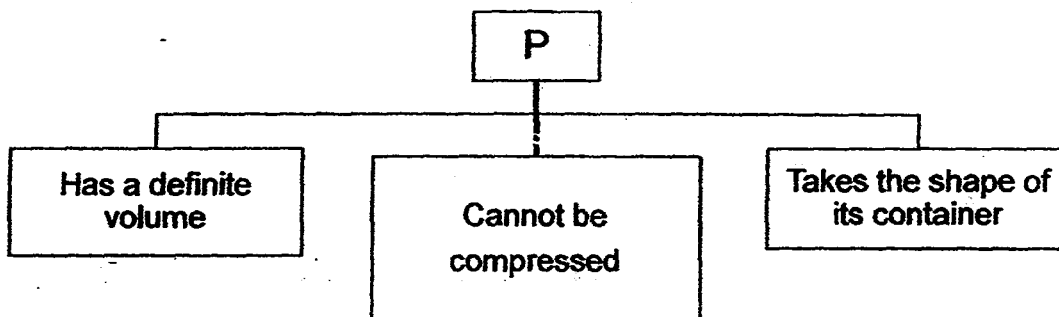 P
Has a definite
volume
Cannot be
compressed
Takes the shape of
its container